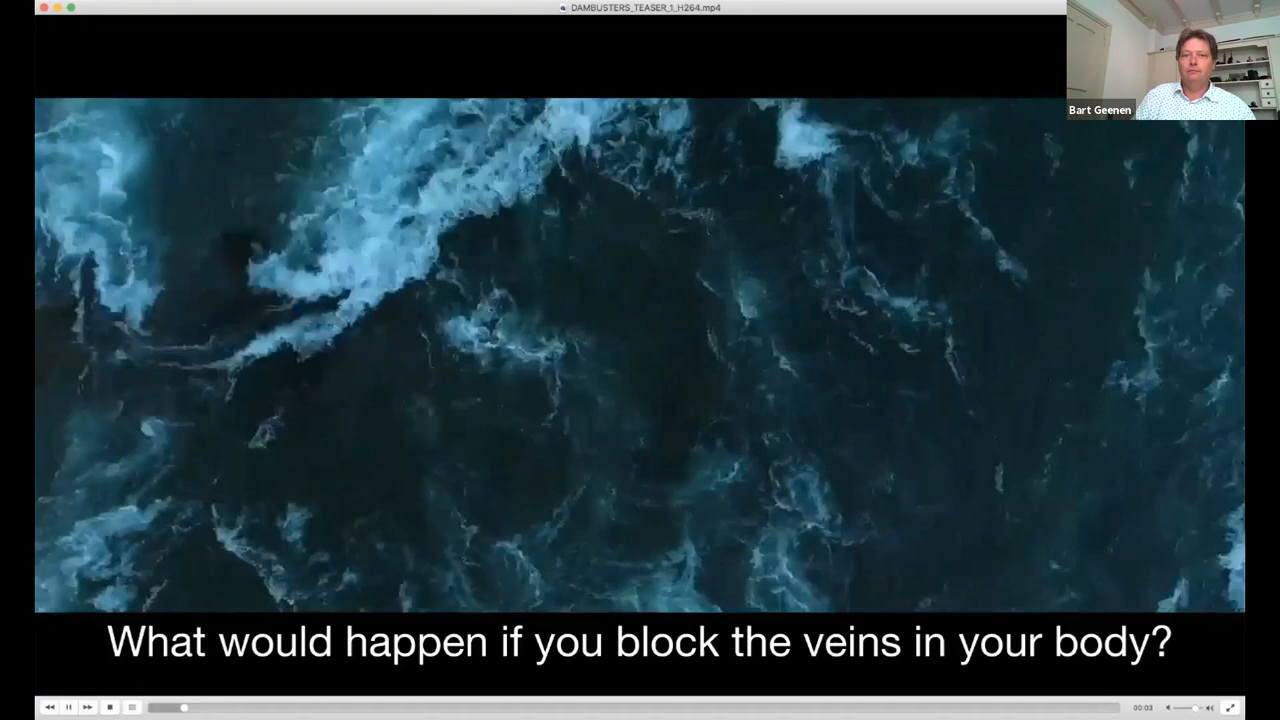 DAMBUSTERS_TEASER_1_H264.mp4
Bart Geenen
What would happen if you block the veins in your body?
00:03